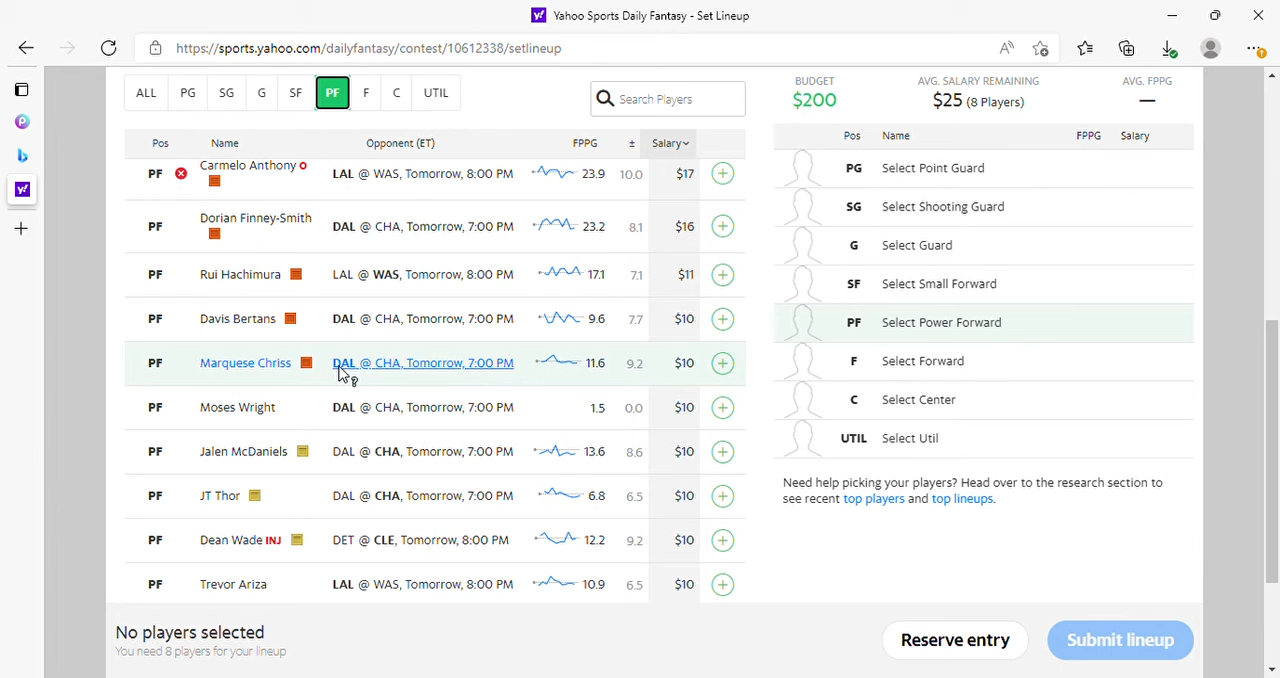 Yahoo Sports Daily Fantasy - Set Lineup
https://sports.yahoo.com/dailyfantasy/contest/10612338/setlineup
ALL PG SG G SF PF F C UTIL
Search Players
BUDGET AVG. SALARY REMAINING AVG. FPPG
$200 $25 (8 Players) —
Pos Name Opponent (ET) FPPG ± Salary
PF Carmelo Anthony O LAL @ WAS, Tomorrow, 8:00 PM 23.9 10.0 $17
PF Dorian Finney-Smith DAL @ CHA, Tomorrow, 7:00 PM 23.2 8.1 $16
PF Rui Hachimura LAL @ WAS, Tomorrow, 8:00 PM 17.1 7.1 $11
PF Davis Bertans DAL @ CHA, Tomorrow, 7:00 PM 9.6 7.7 $10
PF Marquese Chriss DAL @ CHA, Tomorrow, 7:00 PM 11.6 9.2 $10
PF Moses Wright DAL @ CHA, Tomorrow, 7:00 PM 1.5 0.0 $10
PF Jalen McDaniels DAL @ CHA, Tomorrow, 7:00 PM 13.6 8.6 $10
PF JT Thor DAL @ CHA, Tomorrow, 7:00 PM 6.8 6.5 $10
PF Dean Wade INJ DET @ CLE, Tomorrow, 8:00 PM 12.2 9.2 $10
PF Trevor Ariza LAL @ WAS, Tomorrow, 8:00 PM 10.9 6.5 $10
Pos Name FPPG Salary
PG Select Point Guard
SG Select Shooting Guard
G Select Guard
SF Select Small Forward
PF Select Power Forward
F Select Forward
C Select Center
UTIL Select Util
Need help picking your players? Head over to the research section to
see recent top players and top lineups.
No players selected
You need 8 players for your lineup
Reserve entry
Submit lineup